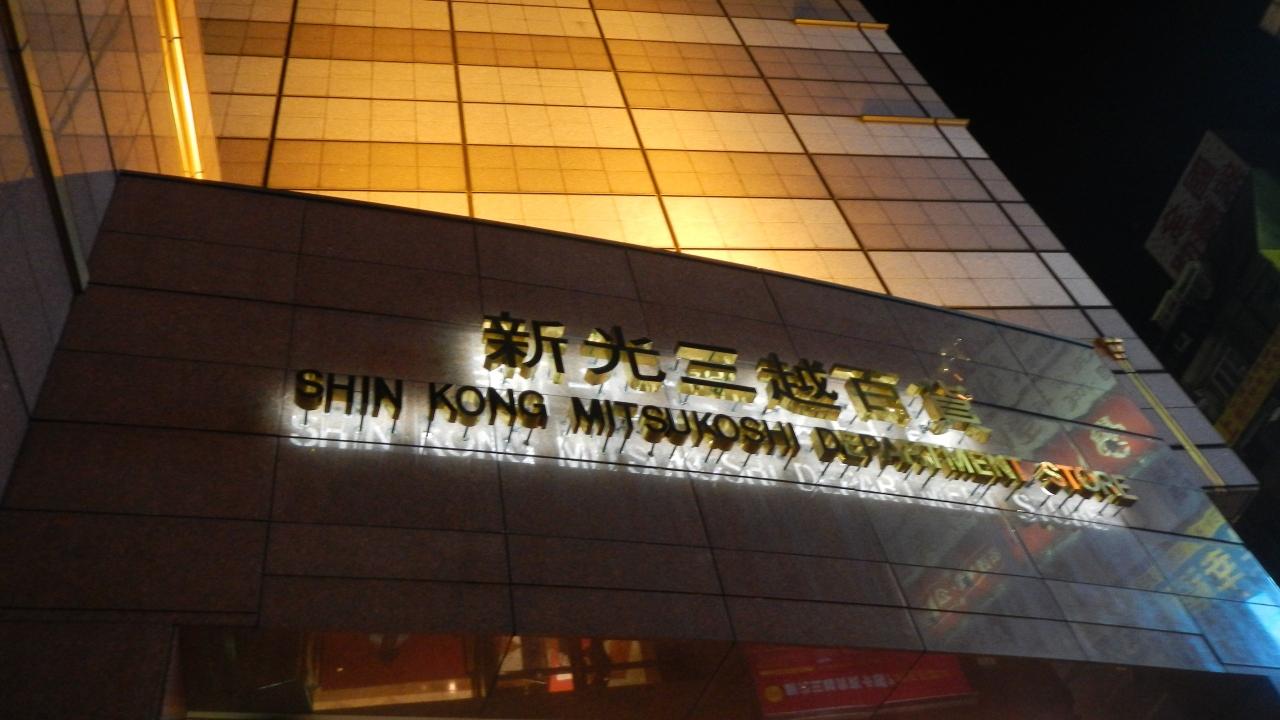 新光三越百貨
SHIN KONG MITSUKOSHI DEPARTMENT STORE